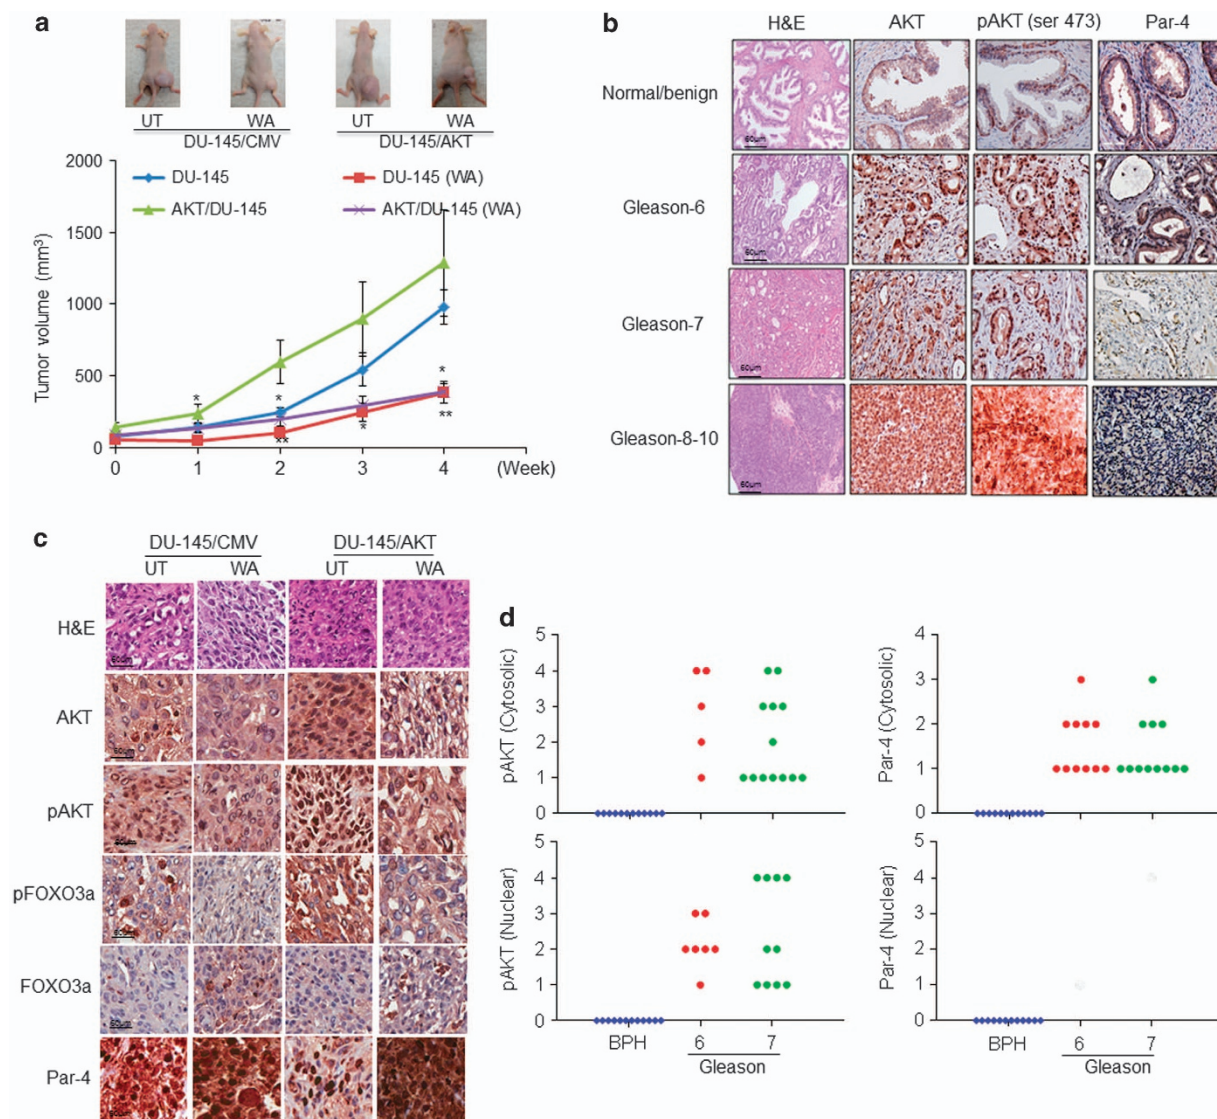 a
UT WA UT WA
DU-145/CMV DU-145/AKT
2000
1500
1000
500
0
Tumor volume (mm³)
DU-145 DU-145 (WA)
AKT/DU-145 AKT/DU-145 (WA)
* * * *
** * **
0 1 2 3 4 (Week)
b
H&E AKT pAKT (ser 473) Par-4
Normal/benign
60um
Gleason-6
60um
Gleason-7
60um
Gleason-8-10
60um
c
DU-145/CMV DU-145/AKT
UT WA UT WA
H&E
AKT
pAKT
pFOXO3a
FOXO3a
Par-4
d
5
4
3
2
1
0
pAKT (Cytosolic)
4
3
2
1
0
Par-4 (Cytosolic)
5
4
3
2
1
0
pAKT (Nuclear)
BPH 6 7
Gleason
5
4
3
2
1
0
Par-4 (Nuclear)
BPH 6 7
Gleason